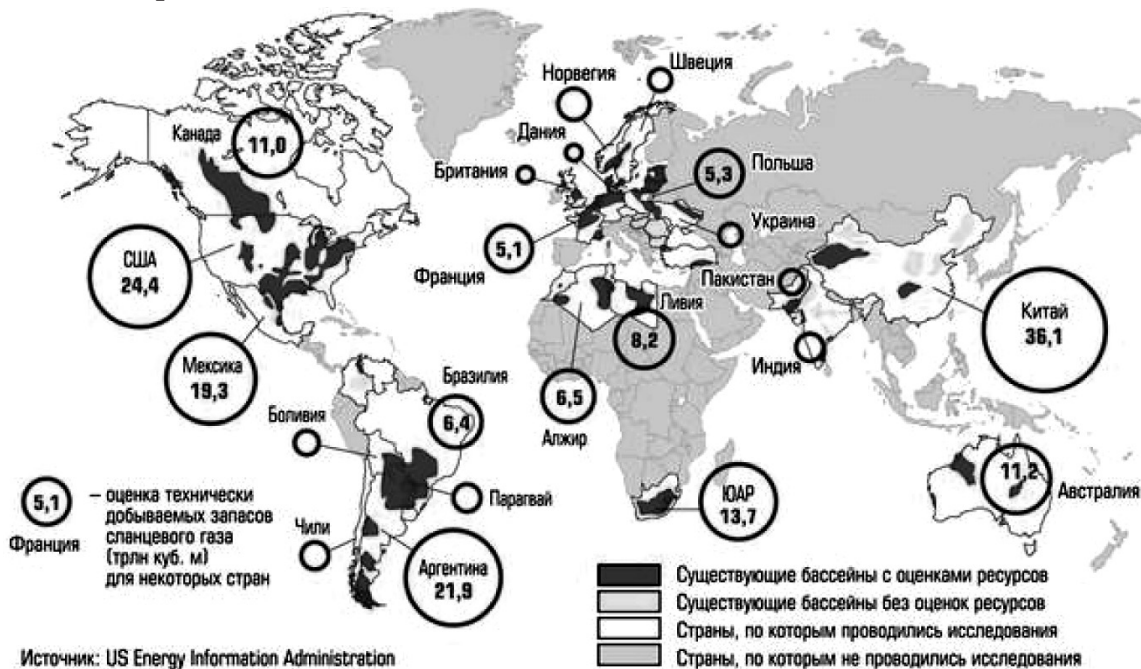 Швеция
Норвегия
Дания
Канада
11,0
Британия
5,3
Польша
Украина
5,1
Франция
США
24,4
Пакистан
Ливия
8,2
Китай
36,1
Индия
Мексика
19,3
Бразилия
6,4
6,5
Алжир
Боливия
Парагвай
ЮАР
13,7
11,2
Австралия
Чили
Аргентина
21,9
5,1
Франция
– оценка технически
добываемых запасов
сланцевого газа
(трлн куб. м)
для некоторых стран
Существующие бассейны с оценками ресурсов
Существующие бассейны без оценок ресурсов
Страны, по которым проводились исследования
Страны, по которым не проводились исследования
Источник: US Energy Information Administration